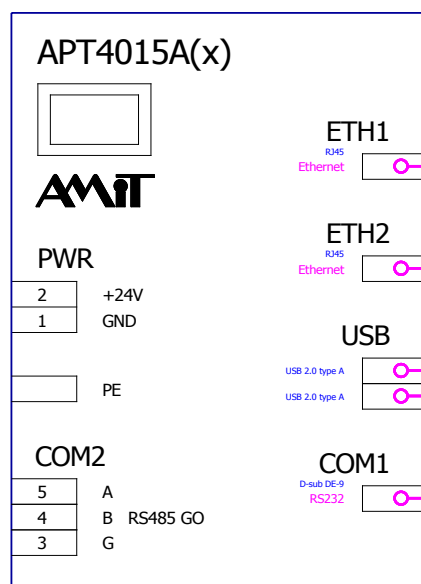 APT4015A(x)
AMiT
ETH1
RJ45
Ethernet
ETH2
RJ45
Ethernet
PWR
2 +24V
1 GND
PE
USB
USB 2.0 type A
USB 2.0 type A
COM2
5 A
4 B RS485 GO
3 G
COM1
D-sub DE-9
RS232